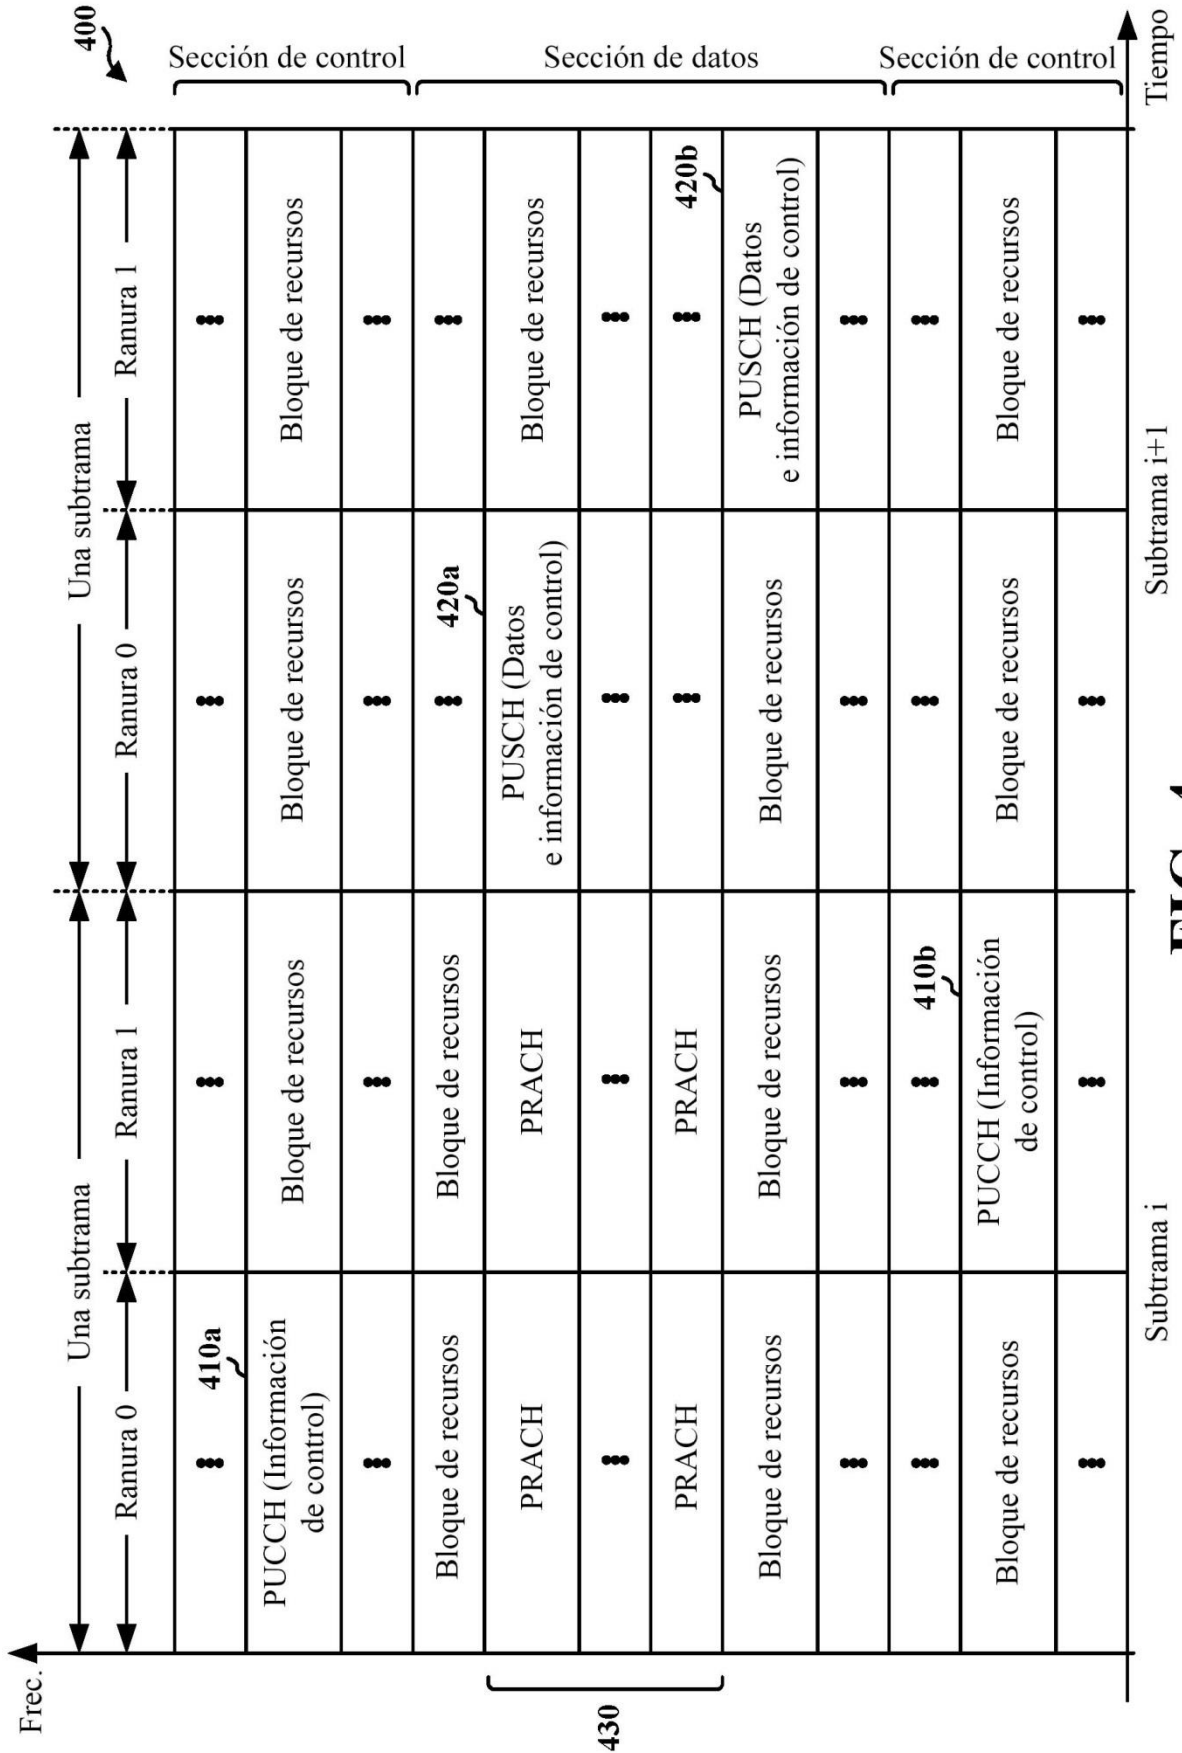 400
Una subtrama
Una subtrama
Ranura 0
Ranura 1
Ranura 0
Ranura 1
Frec.
410a
PUCCH (Información
de control)
Bloque de recursos
Bloque de recursos
Bloque de recursos
Sección de control
420a
Bloque de recursos
Bloque de recursos
PRACH
PRACH
PUSCH (Datos
e información de control)
Bloque de recursos
Sección de datos
430
420b
PRACH
PRACH
Bloque de recursos
Bloque de recursos
Bloque de recursos
PUSCH (Datos
e información de control)
410b
Bloque de recursos
PUCCH (Información
de control)
Bloque de recursos
Bloque de recursos
Sección de control
Subtrama i
Subtrama i+1
Tiempo
FIG. 4